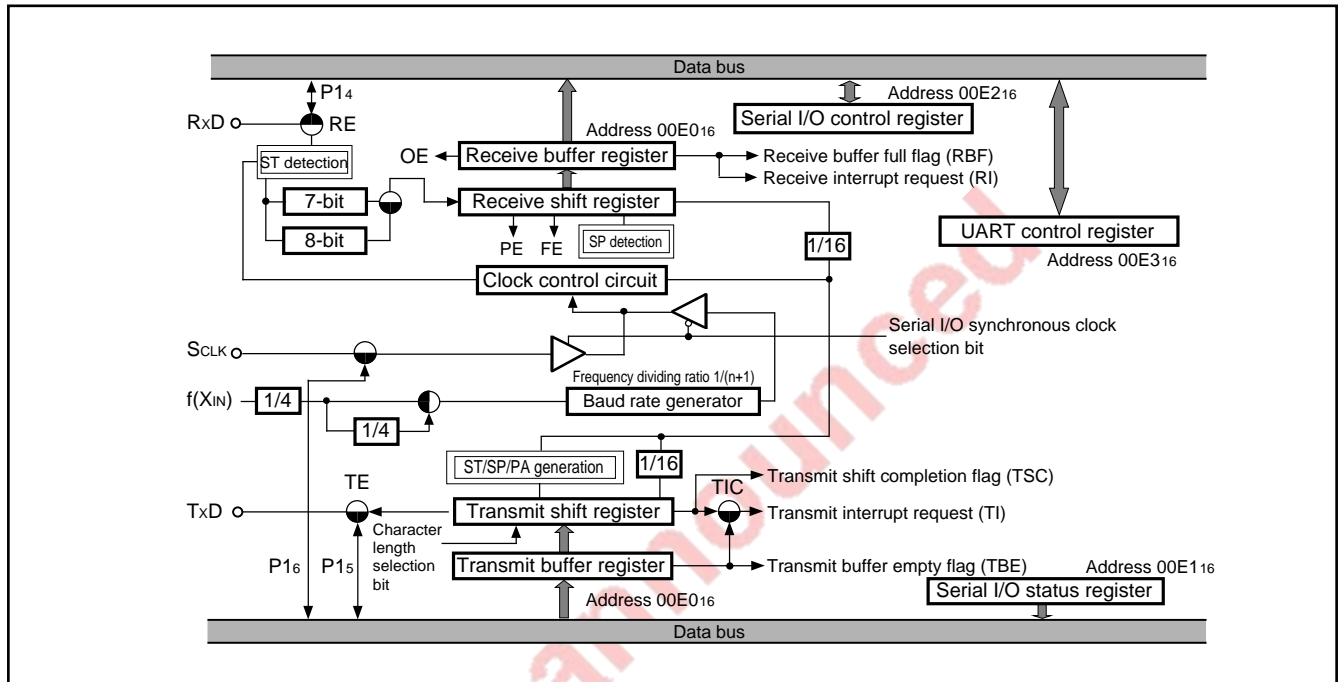 Data bus
P14
Address 00E216
RxD
RE
Serial I/O control register
Address 00E016
ST detection
OE
Receive buffer register
Receive buffer full flag (RBF)
Receive interrupt request (RI)
7-bit
Receive shift register
8-bit
PE
FE
SP detection
1/16
UART control register
Address 00E316
Clock control circuit
Serial I/O synchronous clock
selection bit
SCLK
Frequency dividing ratio 1/(n+1)
f(XIN)
1/4
Baud rate generator
1/4
ST/SP/PA generation
1/16
Transmit shift completion flag (TSC)
TE
TIC
TxD
Transmit shift register
Transmit interrupt request (TI)
Character
length
selection
bit
P16
P15
Transmit buffer register
Transmit buffer empty flag (TBE)
Address 00E116
Serial I/O status register
Address 00E016
Data bus
announced